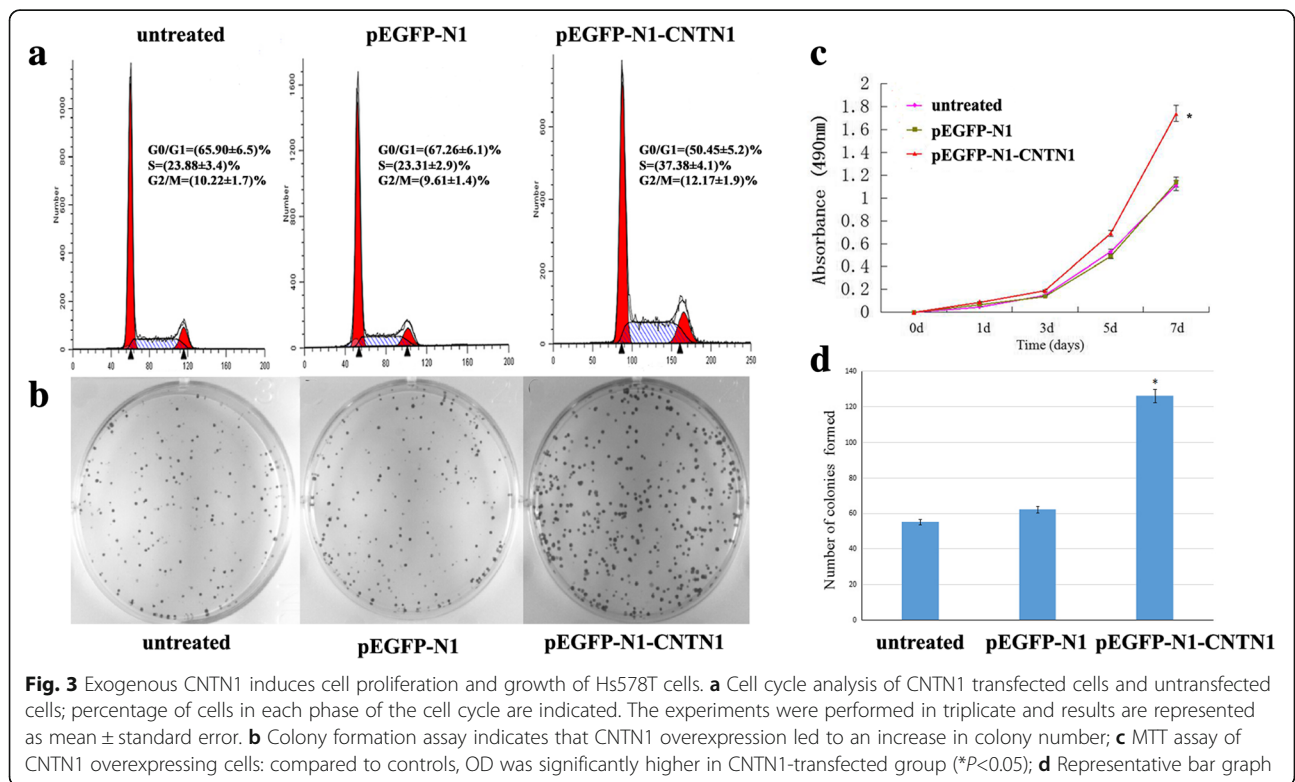 a
untreated
pEGFP-N1
pEGFP-N1-CNTN1
Number
0
200
400
600
800
1000
0 40 80 120 160 200
G0/G1=(65.90±6.5)%
S=(23.88±3.4)%
G2/M=(10.22±1.7)%
Number
0
400
800
1200
1600
0 40 80 120 160 200
G0/G1=(67.26±6.1)%
S=(23.31±2.9)%
G2/M=(9.61±1.4)%
Number
0
200
400
600
0 50 100 150 200 250
G0/G1=(50.45±5.2)%
S=(37.38±4.1)%
G2/M=(12.17±1.9)%
b
untreated
pEGFP-N1
pEGFP-N1-CNTN1
c
Absorbance (490nm)
2
1.8
1.6
1.4
1.2
1
0.8
0.6
0.4
0.2
0
untreated
pEGFP-N1
pEGFP-N1-CNTN1
*
0d 1d 3d 5d 7d
Time (days)
d
Number of colonies formed
140
120
100
80
60
40
20
0
*
untreated pEGFP-N1 pEGFP-N1-CNTN1
Fig. 3 Exogenous CNTN1 induces cell proliferation and growth of Hs578T cells. a Cell cycle analysis of CNTN1 transfected cells and untransfected
cells; percentage of cells in each phase of the cell cycle are indicated. The experiments were performed in triplicate and results are represented
as mean ± standard error. b Colony formation assay indicates that CNTN1 overexpression led to an increase in colony number; c MTT assay of
CNTN1 overexpressing cells: compared to controls, OD was significantly higher in CNTN1-transfected group (*P<0.05); d Representative bar graph